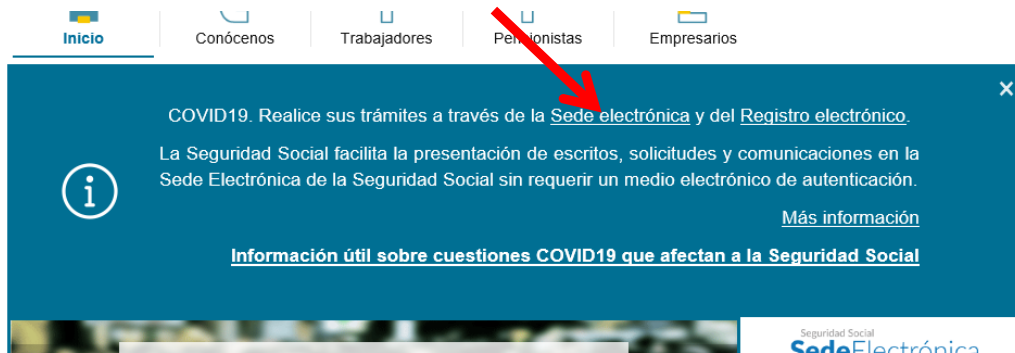 Inicio
Conócenos
Trabajadores
Pensionistas
Empresarios
COVID19. Realice sus trámites a través de la Sede electrónica y del Registro electrónico.
La Seguridad Social facilita la presentación de escritos, solicitudes y comunicaciones en la
Sede Electrónica de la Seguridad Social sin requerir un medio electrónico de autenticación.
Más información
Información útil sobre cuestiones COVID19 que afectan a la Seguridad Social
Seguridad Social
SedeElectrónica